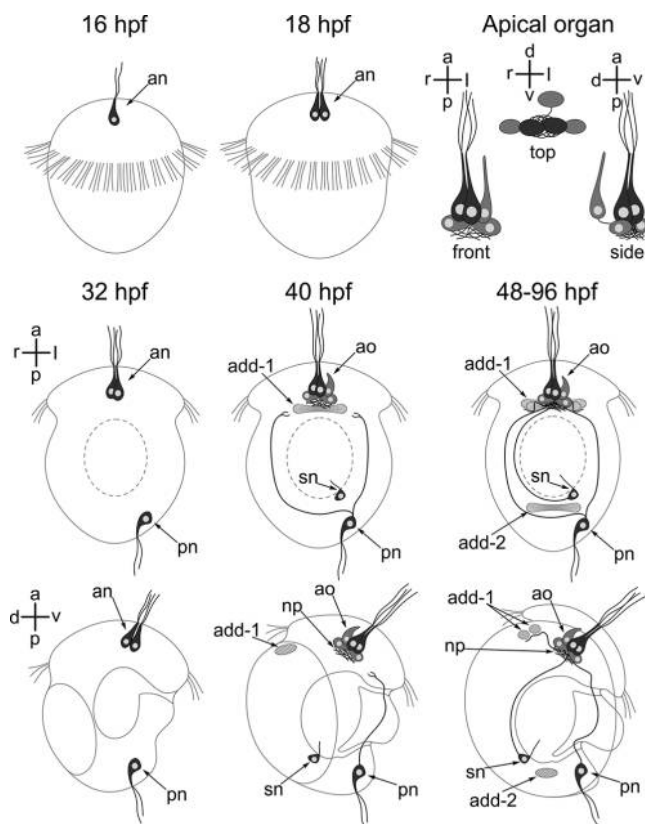 16 hpf
18 hpf
Apical organ
an
an
a
r l
p
d
r l
v
a
d v
p
top
front
side
32 hpf
40 hpf
48-96 hpf
a
r l
p
an
pn
add-1
ao
sn
pn
add-1
ao
sn
add-2
pn
a
d v
p
an
pn
ao
np
add-1
sn
pn
add-1
ao
np
sn
add-2
pn